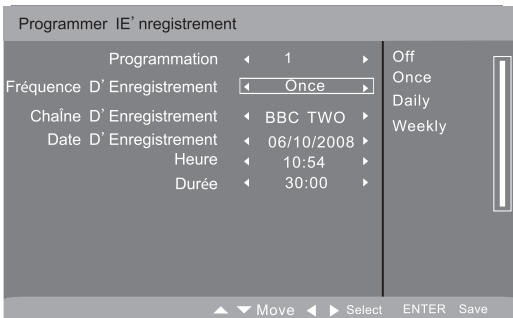 Programmer IE' nregistrement
Programmation 1
Fréquence D' Enregistrement Once
ChaÎne D' Enregistrement BBC TWO
Date D' Enregistrement 06/10/2008
Heure 10:54
Durée 30:00
Off
Once
Daily
Weekly
Move Select ENTER Save